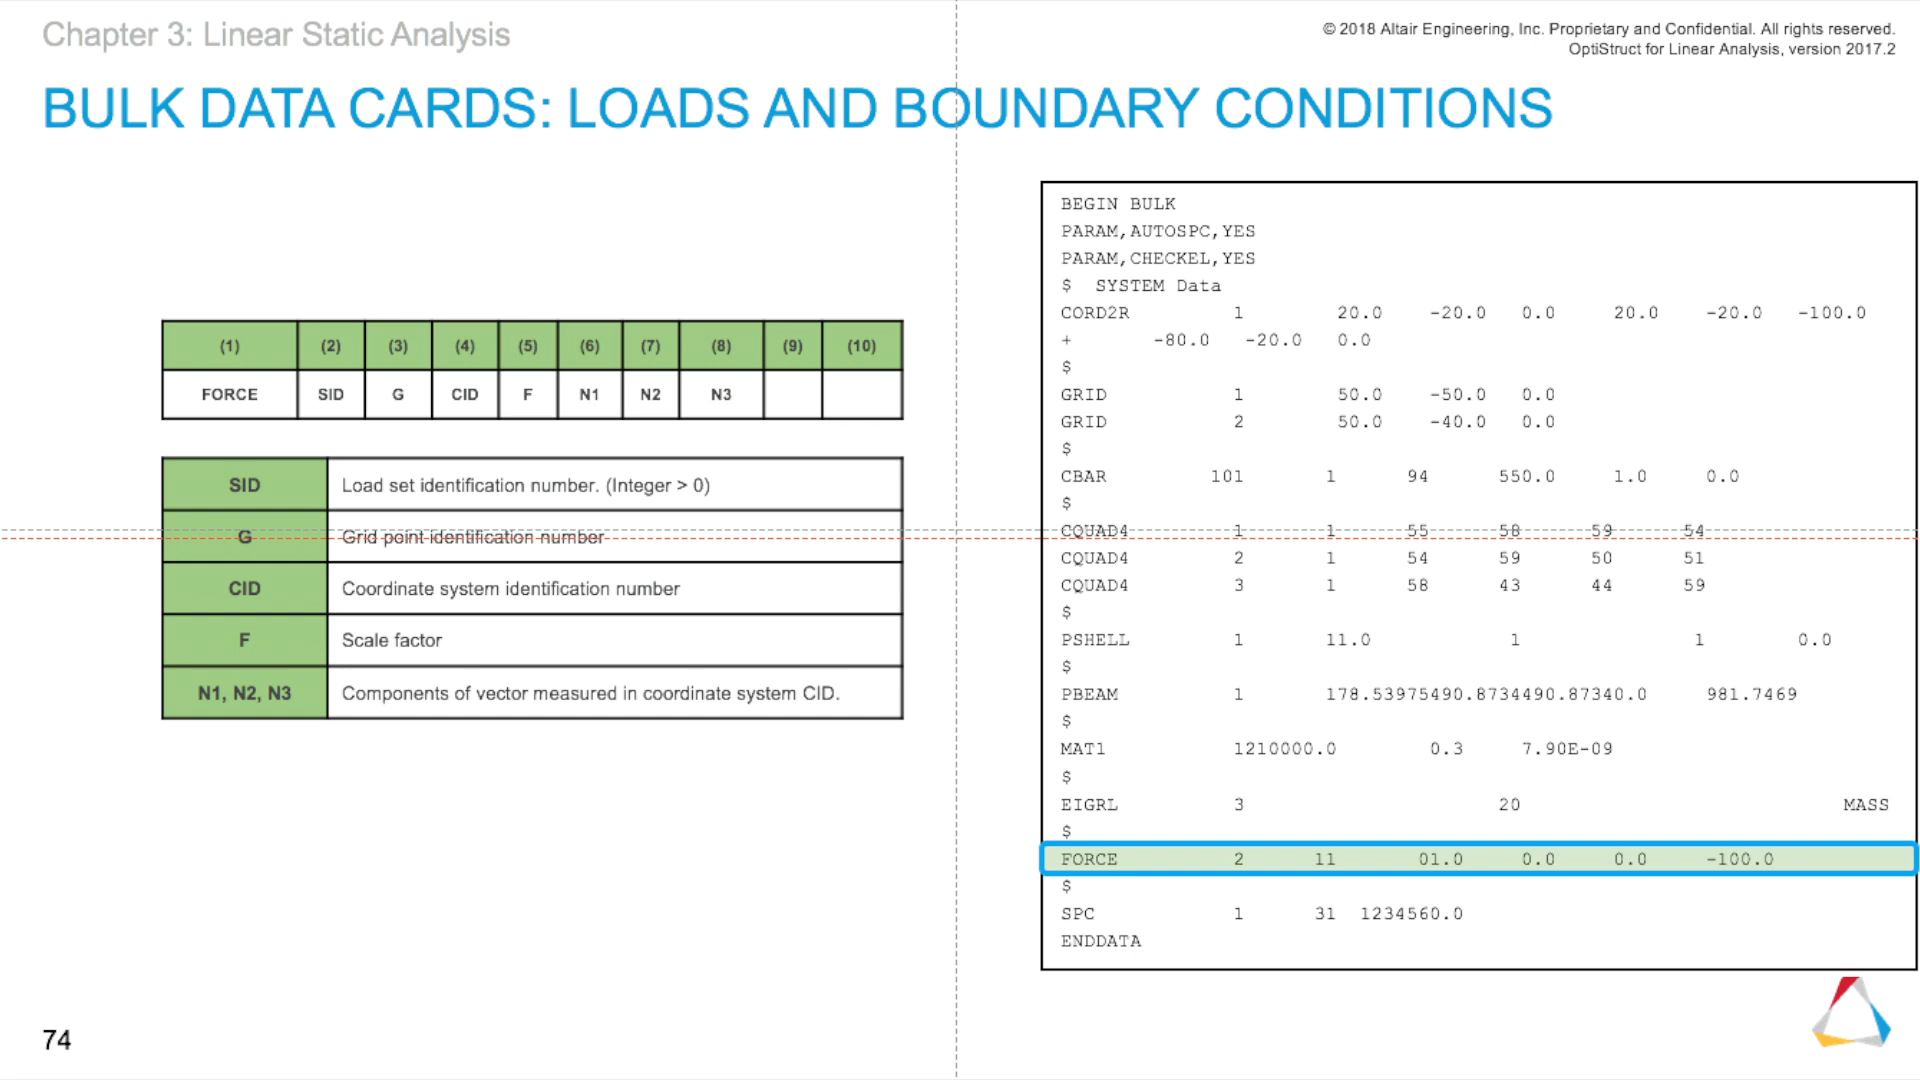 Chapter 3: Linear Static Analysis
© 2018 Altair Engineering, Inc. Proprietary and Confidential. All rights reserved.
OptiStruct for Linear Analysis, version 2017.2
BULK DATA CARDS: LOADS AND BOUNDARY CONDITIONS
(1) (2) (3) (4) (5) (6) (7) (8) (9) (10)
FORCE SID G CID F N1 N2 N3
SID Load set identification number. (Integer > 0)
G Grid point identification number
CID Coordinate system identification number
F Scale factor
N1, N2, N3 Components of vector measured in coordinate system CID.
BEGIN BULK
PARAM,AUTOSPC,YES
PARAM,CHECKEL,YES
$ SYSTEM Data
CORD2R 1 20.0 -20.0 0.0 20.0 -20.0 -100.0
+ -80.0 -20.0 0.0
$
GRID 1 50.0 -50.0 0.0
GRID 2 50.0 -40.0 0.0
$
CBAR 101 1 94 550.0 1.0 0.0
$
CQUAD4 1 1 55 58 59 54
CQUAD4 2 1 54 59 50 51
CQUAD4 3 1 58 43 44 59
$
PSHELL 1 11.0 1 1 0.0
$
PBEAM 1 178.53975490.8734490.87340.0 981.7469
$
MAT1 1210000.0 0.3 7.90E-09
$
EIGRL 3 20 MASS
$
FORCE 2 11 01.0 0.0 0.0 -100.0
$
SPC 1 31 1234560.0
ENDDATA
74